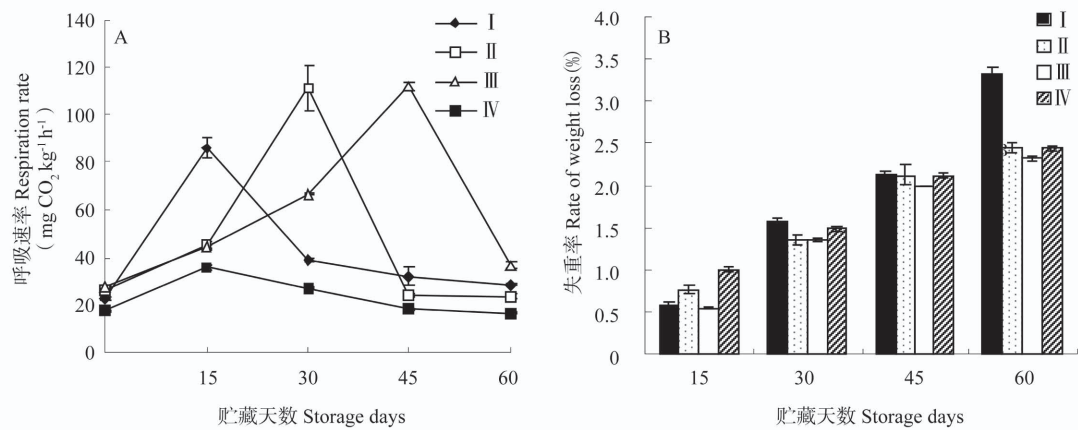 A
140
120
100
80
60
40
20
0
呼吸速率 Respiration rate
( mg CO₂ kg⁻¹ h⁻¹ )
Ⅰ
Ⅱ
Ⅲ
Ⅳ
15 30 45 60
贮藏天数 Storage days
B
4.0
3.5
3.0
2.5
2.0
1.5
1.0
0.5
0
失重率 Rate of weight loss(%)
Ⅰ
Ⅱ
Ⅲ
Ⅳ
15 30 45 60
贮藏天数 Storage days